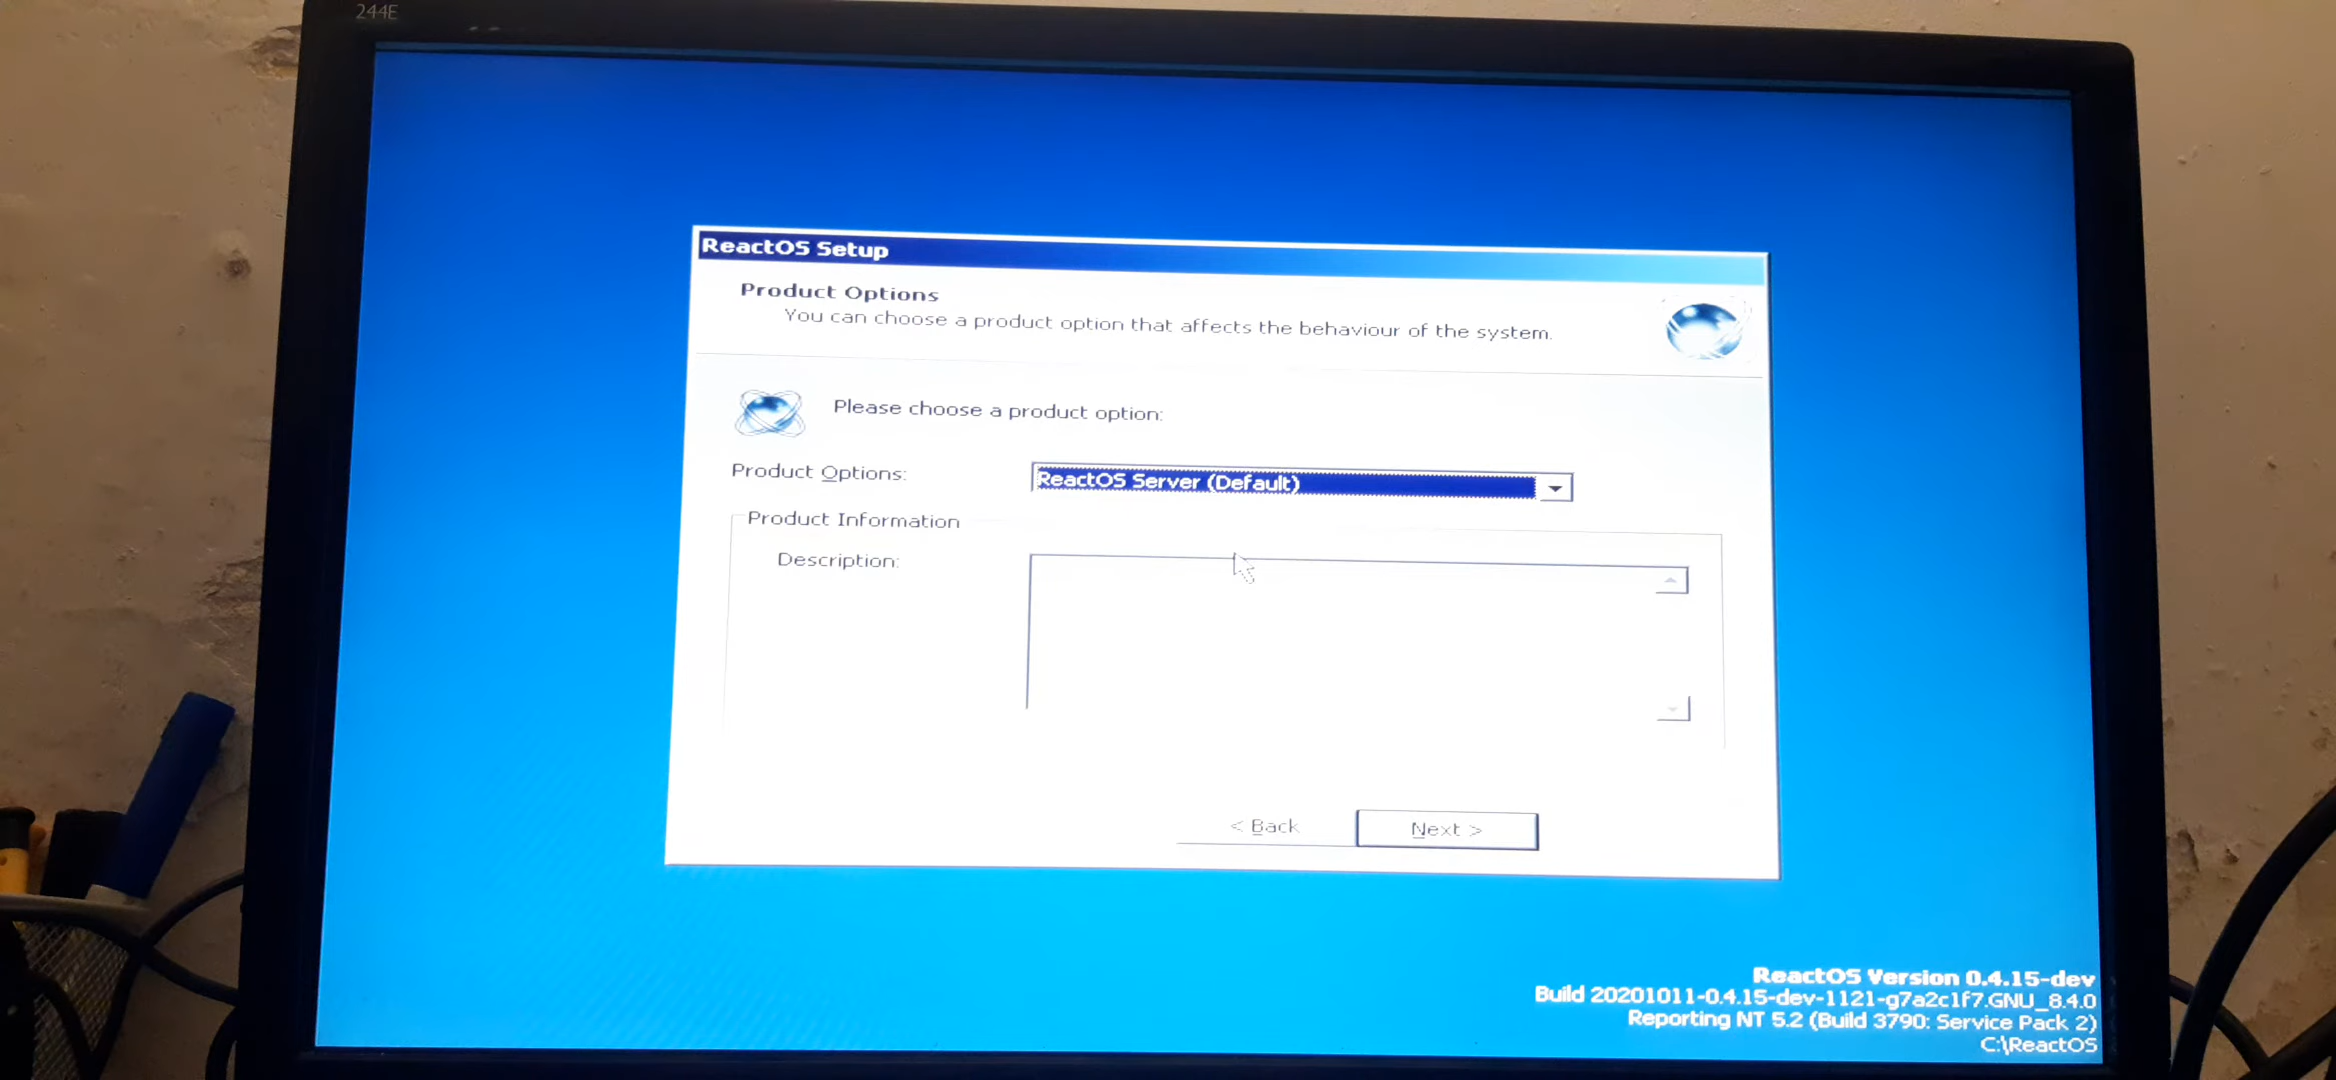 244E
ReactOS Setup
Product Options
You can choose a product option that affects the behaviour of the system.
Please choose a product option:
Product Options:
ReactOS Server (Default)
Product Information
Description:
< Back
Next >
ReactOS Version 0.4.15-dev
Build 20201011-0.4.15-dev-1121-g7a2c1f7.GNU_8.4.0
Reporting NT 5.2 (Build 3790: Service Pack 2)
C:\ReactOS